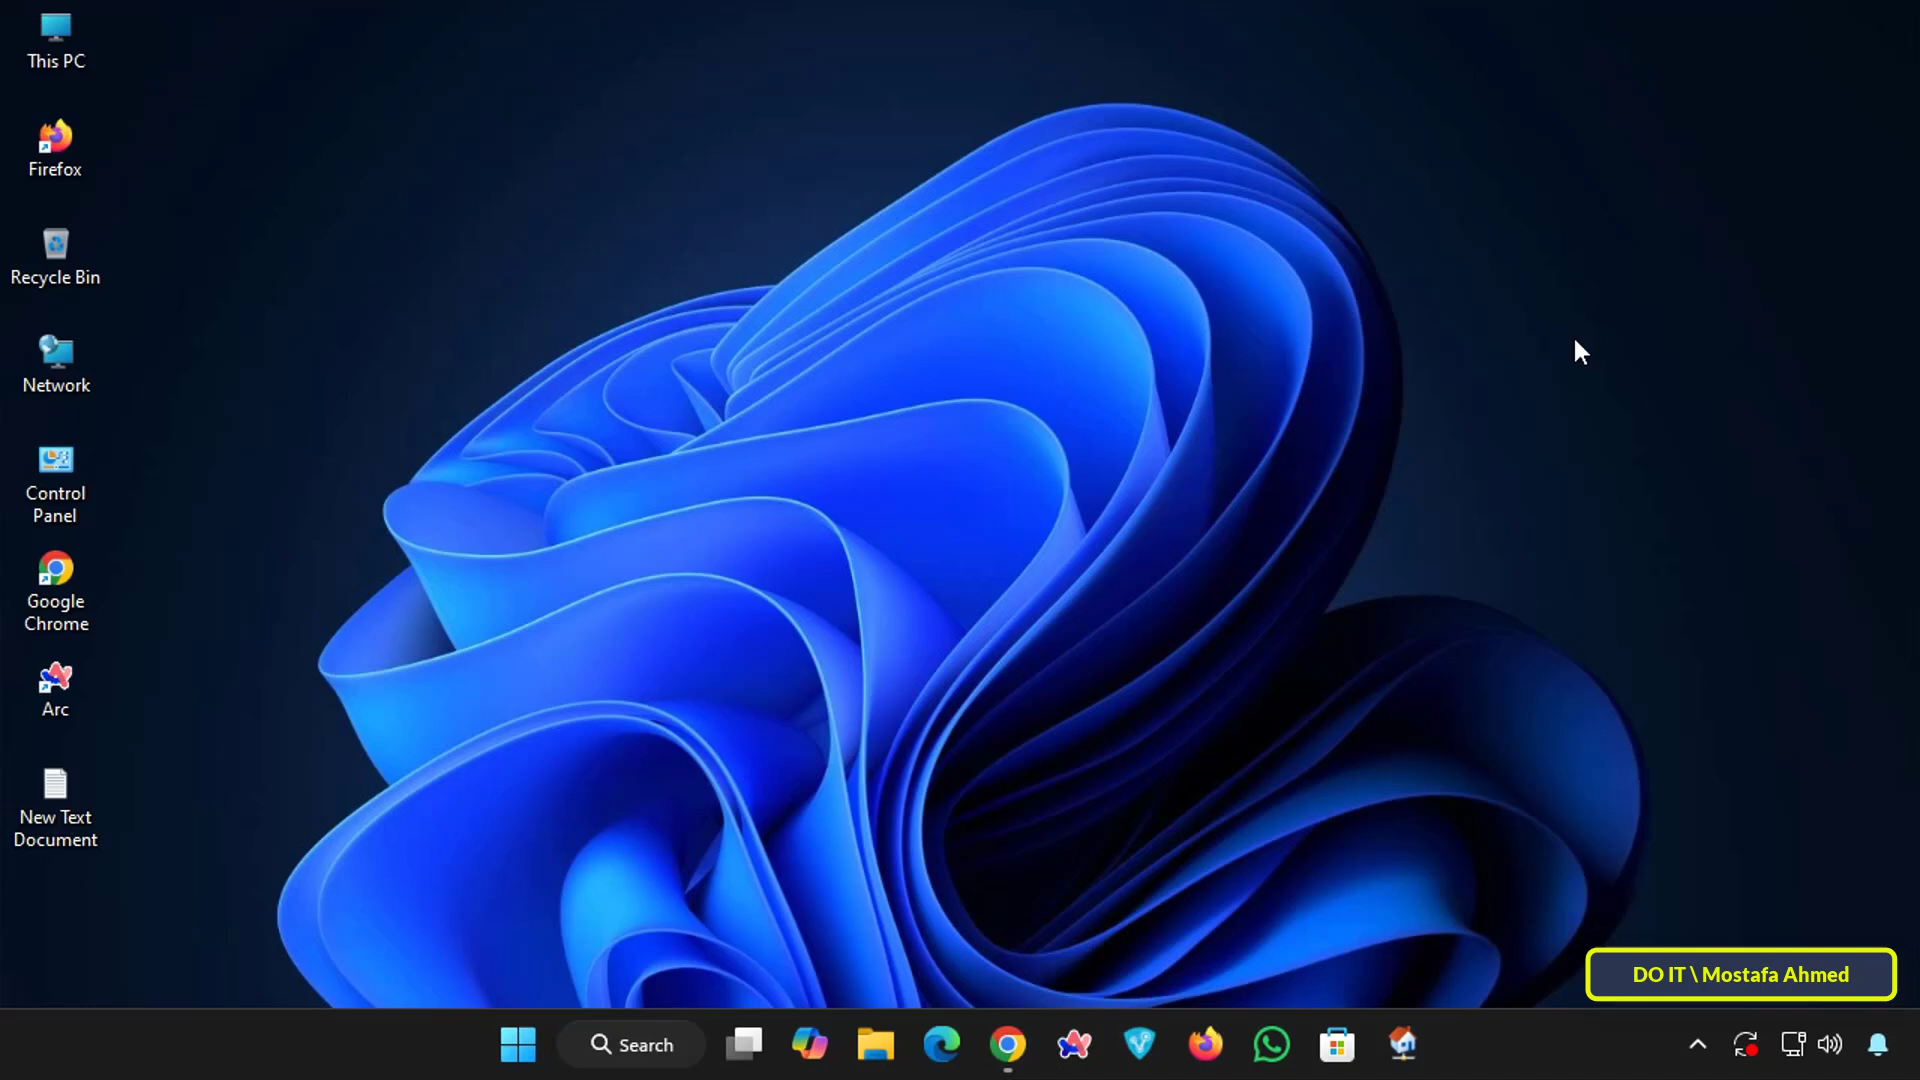 This PC
Firefox
Recycle Bin
Network
Control
Panel
Google
Chrome
Arc
New Text
Document
DO IT \ Mostafa Ahmed
Search